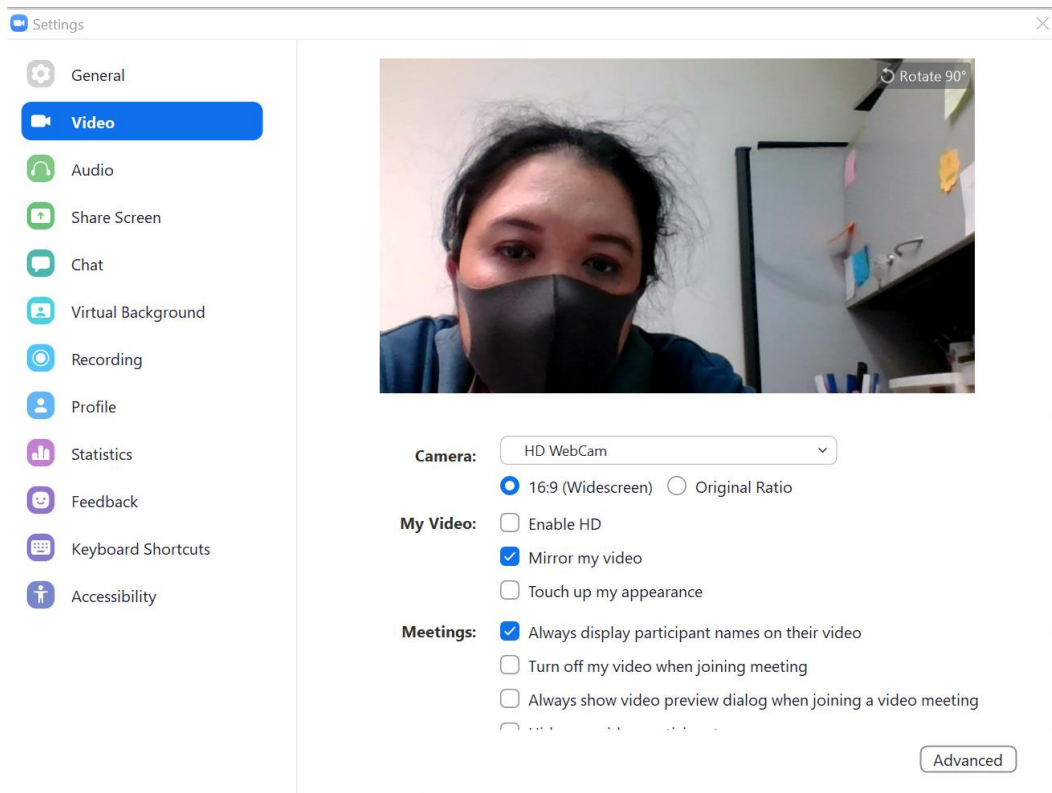 Settings
General
Rotate 90°
Video
Audio
Share Screen
Chat
Virtual Background
Recording
Profile
Statistics
Feedback
Keyboard Shortcuts
Accessibility
Camera: HD WebCam
16:9 (Widescreen) Original Ratio
My Video: Enable HD
Mirror my video
Touch up my appearance
Meetings: Always display participant names on their video
Turn off my video when joining meeting
Always show video preview dialog when joining a video meeting
Advanced